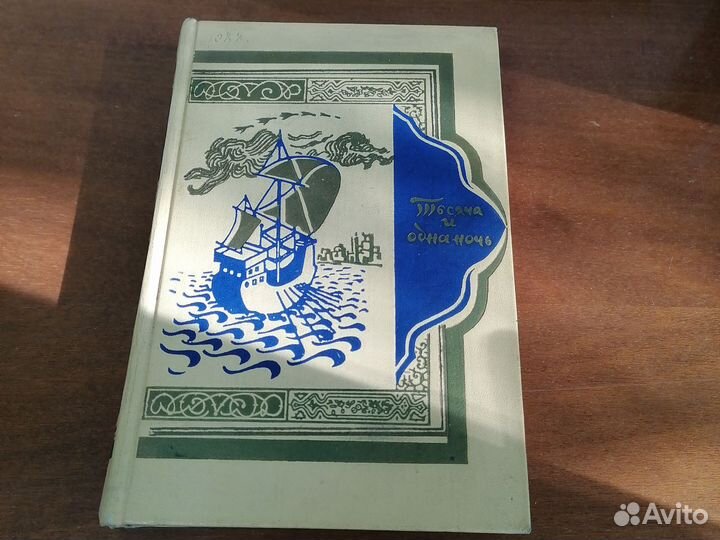 Тысяча
и
одна ночь
Avito